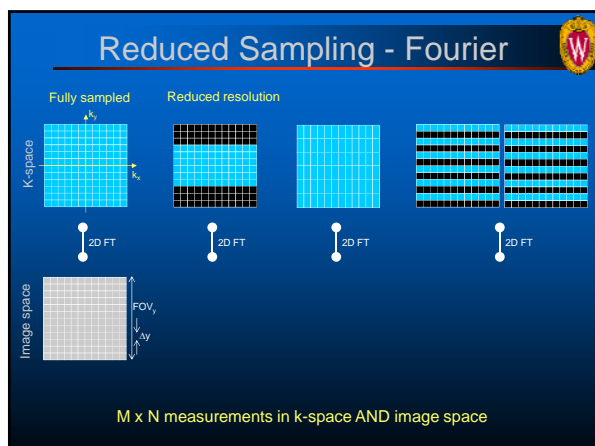 Reduced Sampling - Fourier
W
Fully sampled
Reduced resolution
ky
kx
K-space
2D FT
2D FT
2D FT
2D FT
Image space
FOVy
Δy
M x N measurements in k-space AND image space